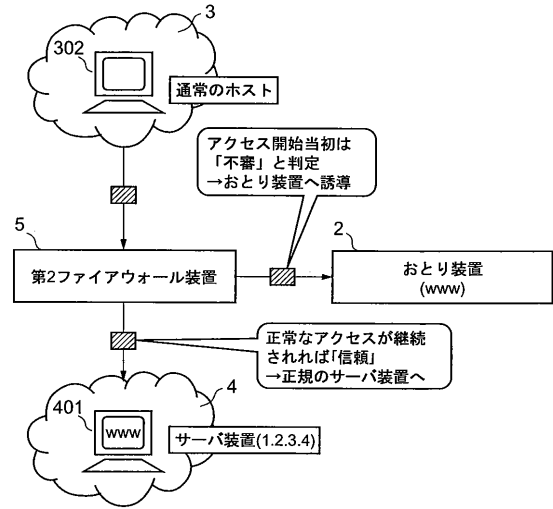 3
302
通常のホスト
アクセス開始当初は
「不審」と判定
→おとり装置へ誘導
5
第2ファイアウォール装置
2
おとり装置
(www)
正常なアクセスが継続
されれば「信頼」
→正規のサーバ装置へ
4
401
www
サーバ装置(1.2.3.4)